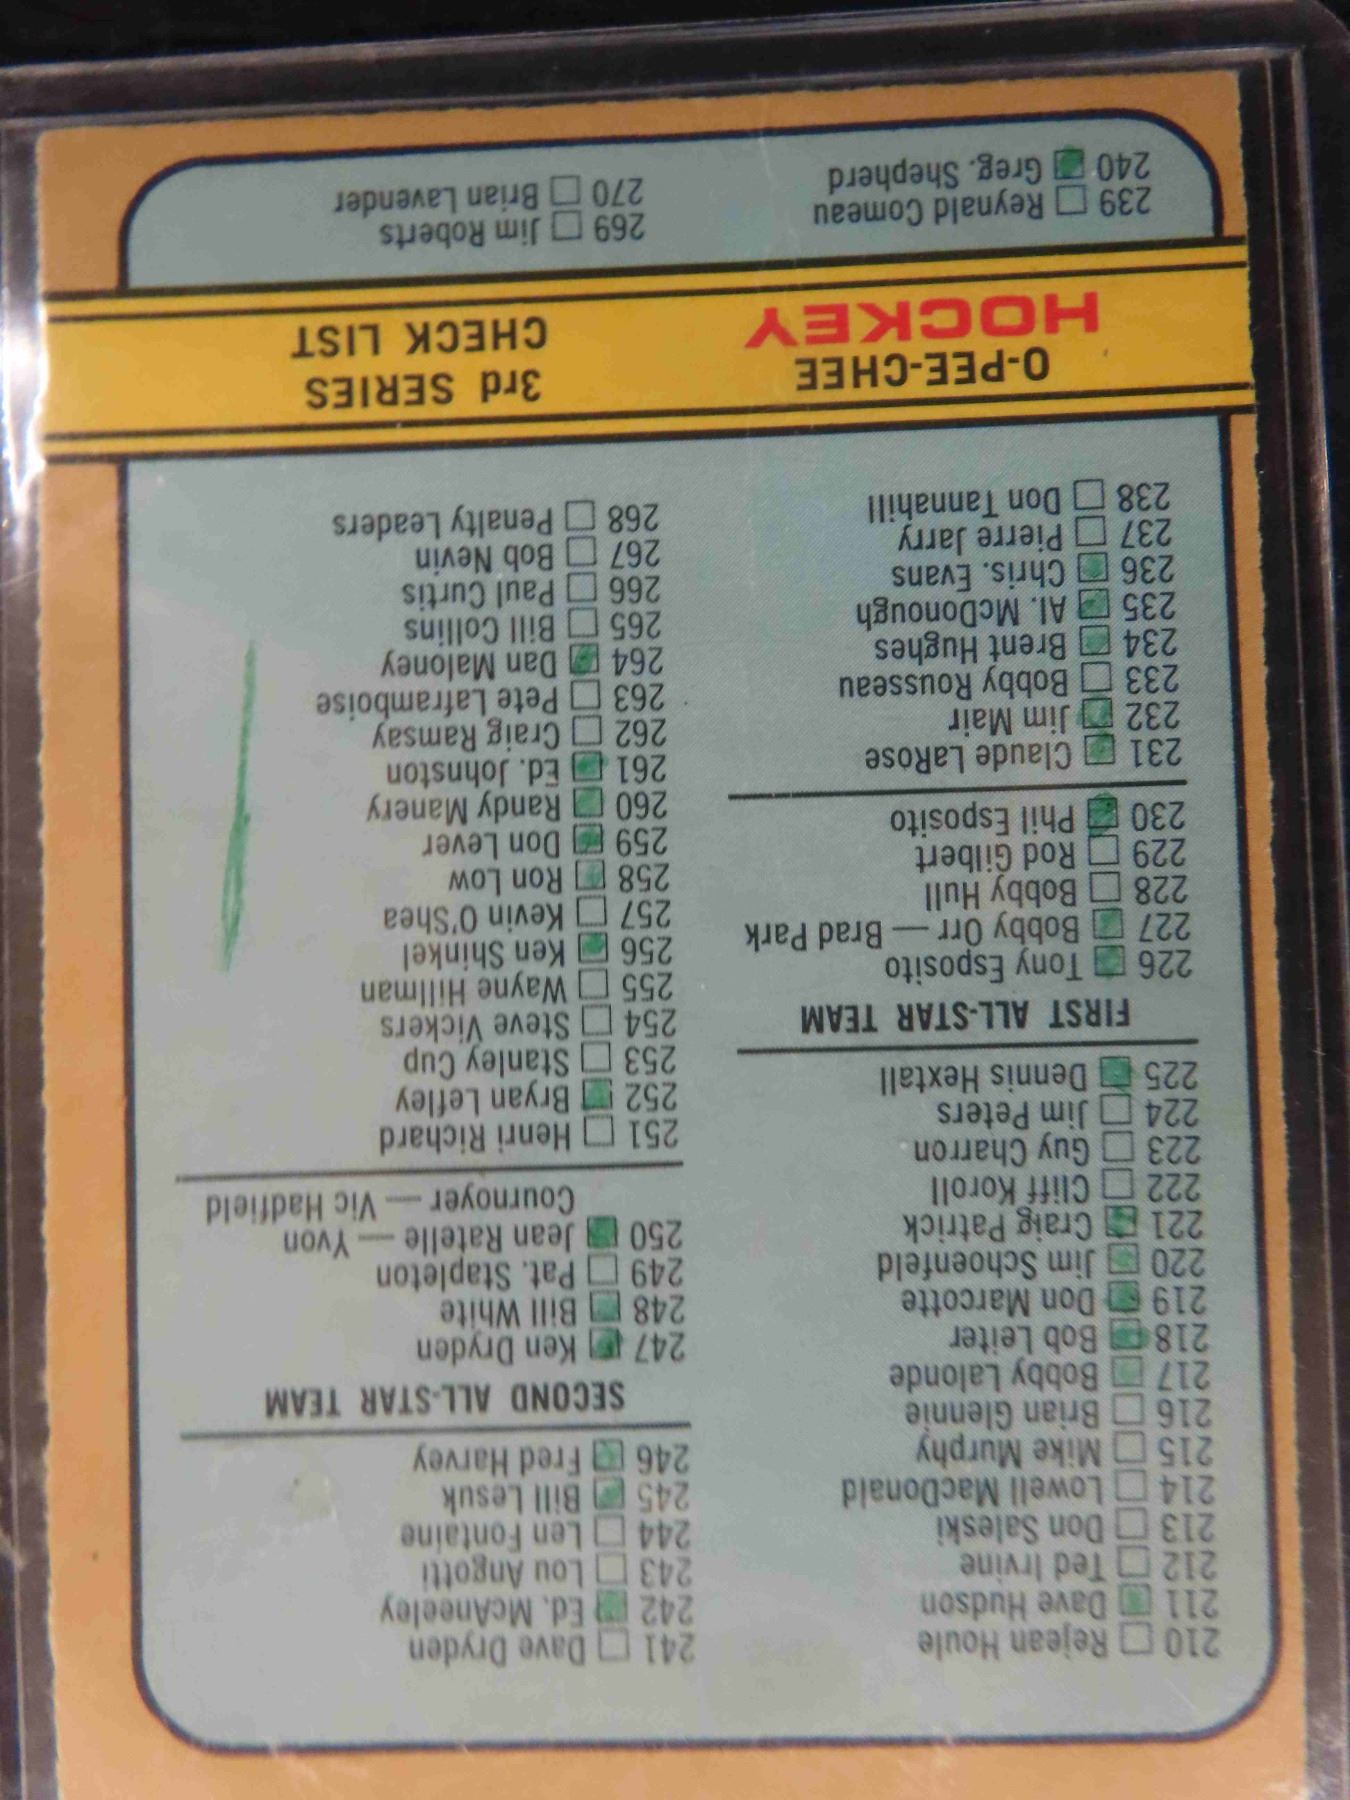 210 Rejean Houle
211 Dave Hudson
212 Ted Irvine
213 Don Saleski
214 Lowell MacDonald
215 Mike Murphy
216 Brian Glennie
217 Bobby Lalonde
218 Bob Leiter
219 Don Marcotte
220 Jim Schoenfeld
221 Craig Patrick
222 Cliff Koroll
223 Guy Charron
224 Jim Peters
225 Dennis Hextall
FIRST ALL-STAR TEAM
226 Tony Esposito
227 Bobby Orr — Brad Park
228 Bobby Hull
229 Rod Gilbert
230 Phil Esposito
231 Claude LaRose
232 Jim Mair
233 Bobby Rousseau
234 Brent Hughes
235 Al. McDonough
236 Chris. Evans
237 Pierre Jarry
238 Don Tannahill
241 Dave Dryden
242 Ed. McAneeley
243 Lou Angotti
244 Len Fontaine
245 Bill Lesuk
246 Fred Harvey
SECOND ALL-STAR TEAM
247 Ken Dryden
248 Bill White
249 Pat. Stapleton
250 Jean Ratelle — Yvon
Cournoyer — Vic Hadfield
251 Henri Richard
252 Bryan Lefley
253 Stanley Cup
254 Steve Vickers
255 Wayne Hillman
256 Ken Shinkel
257 Kevin O'Shea
258 Ron Low
259 Don Lever
260 Randy Manery
261 Ed. Johnston
262 Craig Ramsay
263 Pete Laframboise
264 Dan Maloney
265 Bill Collins
266 Paul Curtis
267 Bob Nevin
268 Penalty Leaders
O-PEE-CHEE
HOCKEY
3rd SERIES
CHECK LIST
239 Reynald Comeau
240 Greg. Shepherd
269 Jim Roberts
270 Brian Lavender